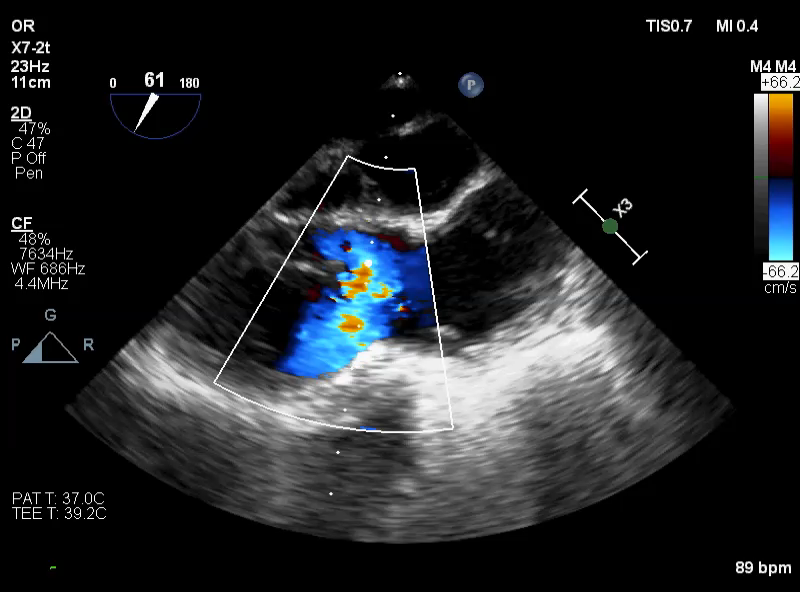 OR
X7-2t
23Hz
11cm
TIS0.7 MI 0.4
M4 M4
+66.2
0 61 180
P
2D
47%
C 47
P Off
Pen
X3
CF
48%
7634Hz
WF 686Hz
4.4MHz
-66.2
cm/s
G
P R
PAT T: 37.0C
TEE T: 39.2C
89 bpm